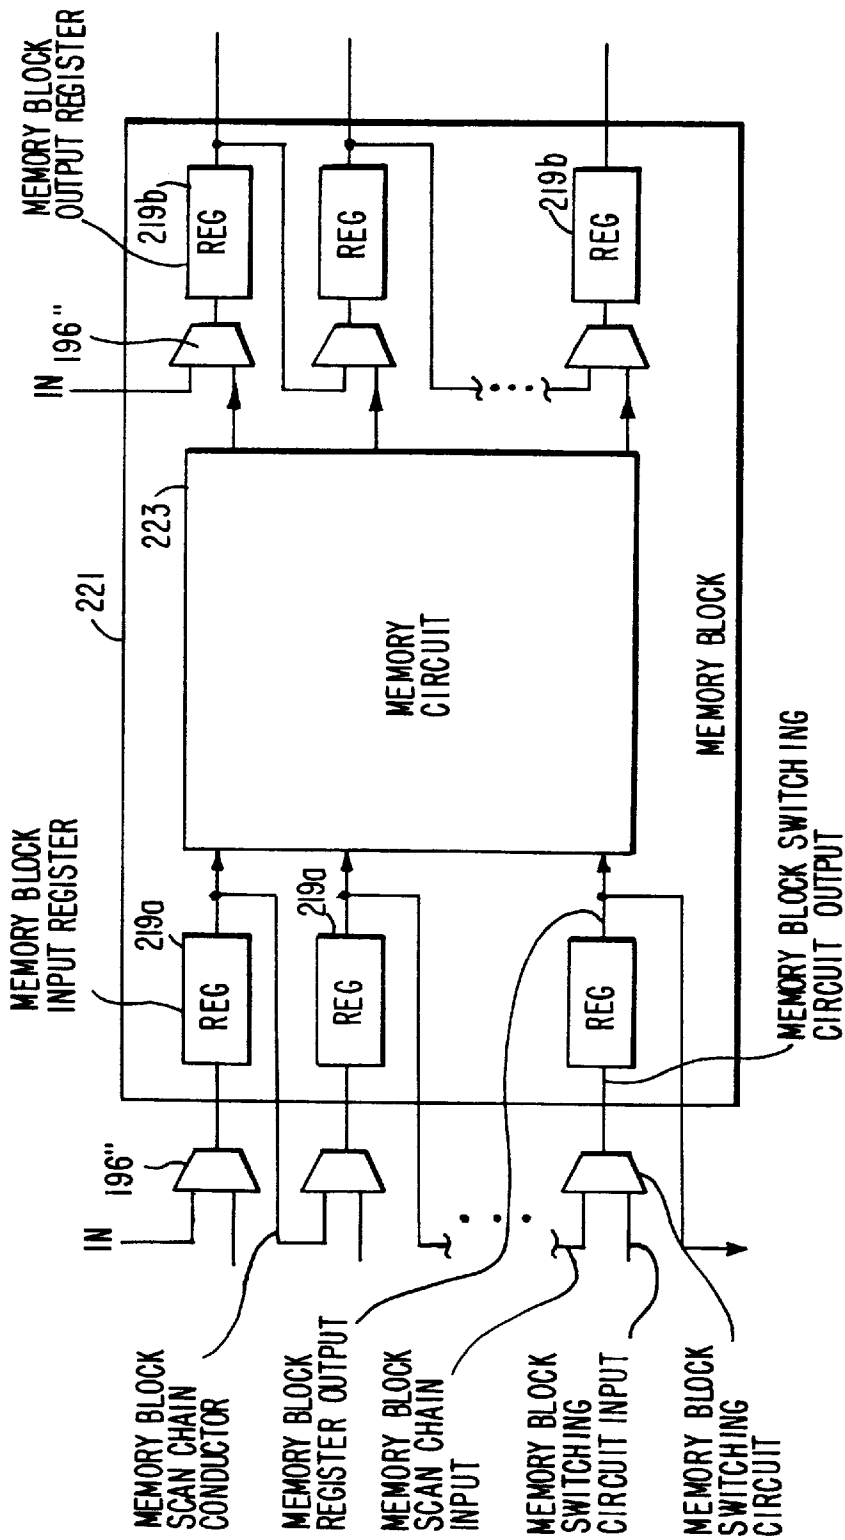 MEMORY BLOCK
INPUT REGISTER
MEMORY BLOCK
OUTPUT REGISTER
221
IN
196"
219a
REG
223
IN
196"
219b
REG
219a
REG
REG
MEMORY
CIRCUIT
REG
219b
REG
MEMORY BLOCK
MEMORY BLOCK SWITCHING
CIRCUIT OUTPUT
MEMORY BLOCK
SCAN CHAIN
CONDUCTOR
MEMORY BLOCK
REGISTER OUTPUT
MEMORY BLOCK
SCAN CHAIN
INPUT
MEMORY BLOCK
SWITCHING
CIRCUIT INPUT
MEMORY BLOCK
SWITCHING
CIRCUIT